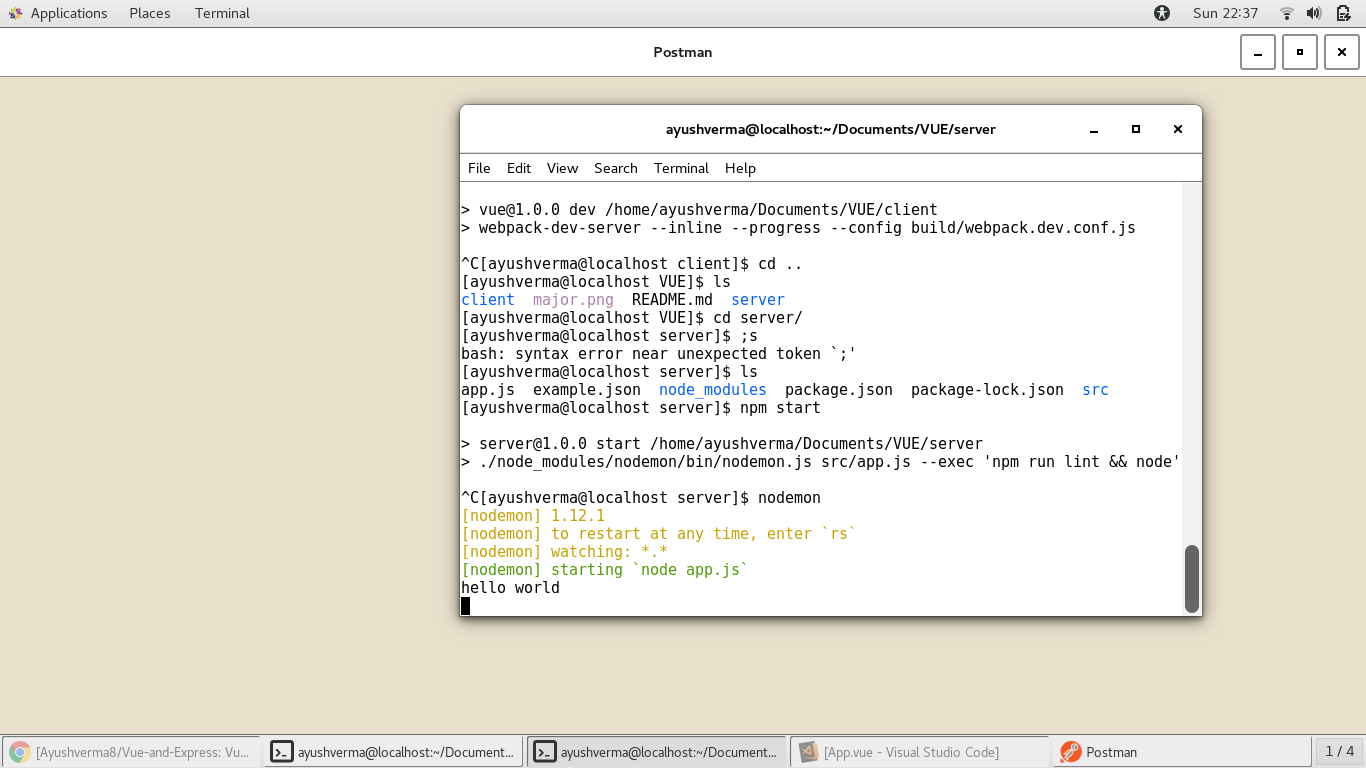 Applications Places Terminal Sun 22:37
Postman
ayushverma@localhost:~/Documents/VUE/server
File Edit View Search Terminal Help
> vue@1.0.0 dev /home/ayushverma/Documents/VUE/client
> webpack-dev-server --inline --progress --config build/webpack.dev.conf.js
^C[ayushverma@localhost client]$ cd ..
[ayushverma@localhost VUE]$ ls
client major.png README.md server
[ayushverma@localhost VUE]$ cd server/
[ayushverma@localhost server]$ ;s
bash: syntax error near unexpected token `;'
[ayushverma@localhost server]$ ls
app.js example.json node_modules package.json package-lock.json src
[ayushverma@localhost server]$ npm start
> server@1.0.0 start /home/ayushverma/Documents/VUE/server
> ./node_modules/nodemon/bin/nodemon.js src/app.js --exec 'npm run lint && node'
^C[ayushverma@localhost server]$ nodemon
[nodemon] 1.12.1
[nodemon] to restart at any time, enter `rs`
[nodemon] watching: *.*
[nodemon] starting `node app.js`
hello world
[Ayushverma8/Vue-and-Express: Vu... ayushverma@localhost:~/Document... ayushverma@localhost:~/Document... [App.vue - Visual Studio Code] Postman 1 / 4